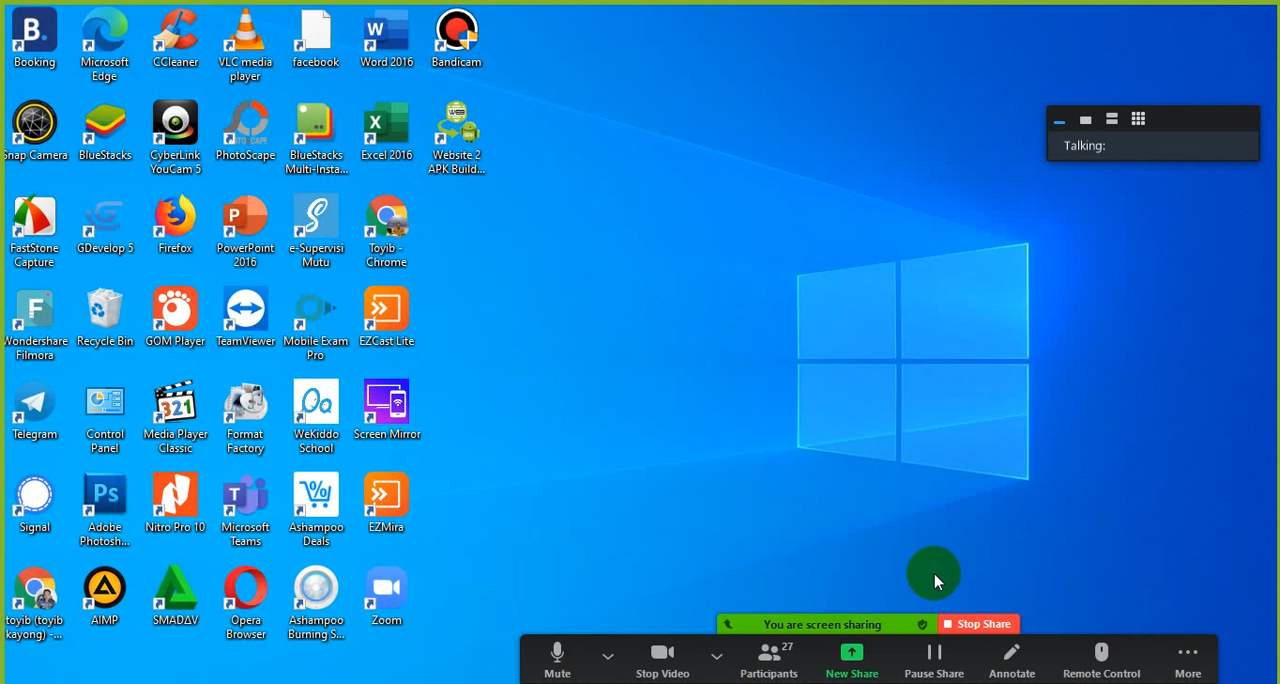 B.
Booking
Microsoft
Edge
CCleaner
VLC media
player
facebook
W
Word 2016
Bandicam
Snap Camera
BlueStacks
CyberLink
YouCam 5
PhotoScape
BlueStacks
Multi-Insta...
X
Excel 2016
WEB
Website 2
APK Build...
FastStone
Capture
GDevelop 5
Firefox
P
PowerPoint
2016
e-Supervisi
Mutu
Toyib -
Chrome
F
Wondershare
Filmora
Recycle Bin
GOM Player
TeamViewer
Mobile Exam
Pro
EZCast Lite
Telegram
Control
Panel
321
Media Player
Classic
Format
Factory
WeKiddo
School
Screen Mirror
Signal
Ps
Adobe
Photosh...
Nitro Pro 10
T
Microsoft
Teams
Ashampoo
Deals
EZMira
toyib (toyib
kayong) -...
AIMP
SMADΔV
Opera
Browser
Ashampoo
Burning S...
Zoom
Talking:
You are screen sharing
Stop Share
Mute
Stop Video
27
Participants
New Share
Pause Share
Annotate
Remote Control
More